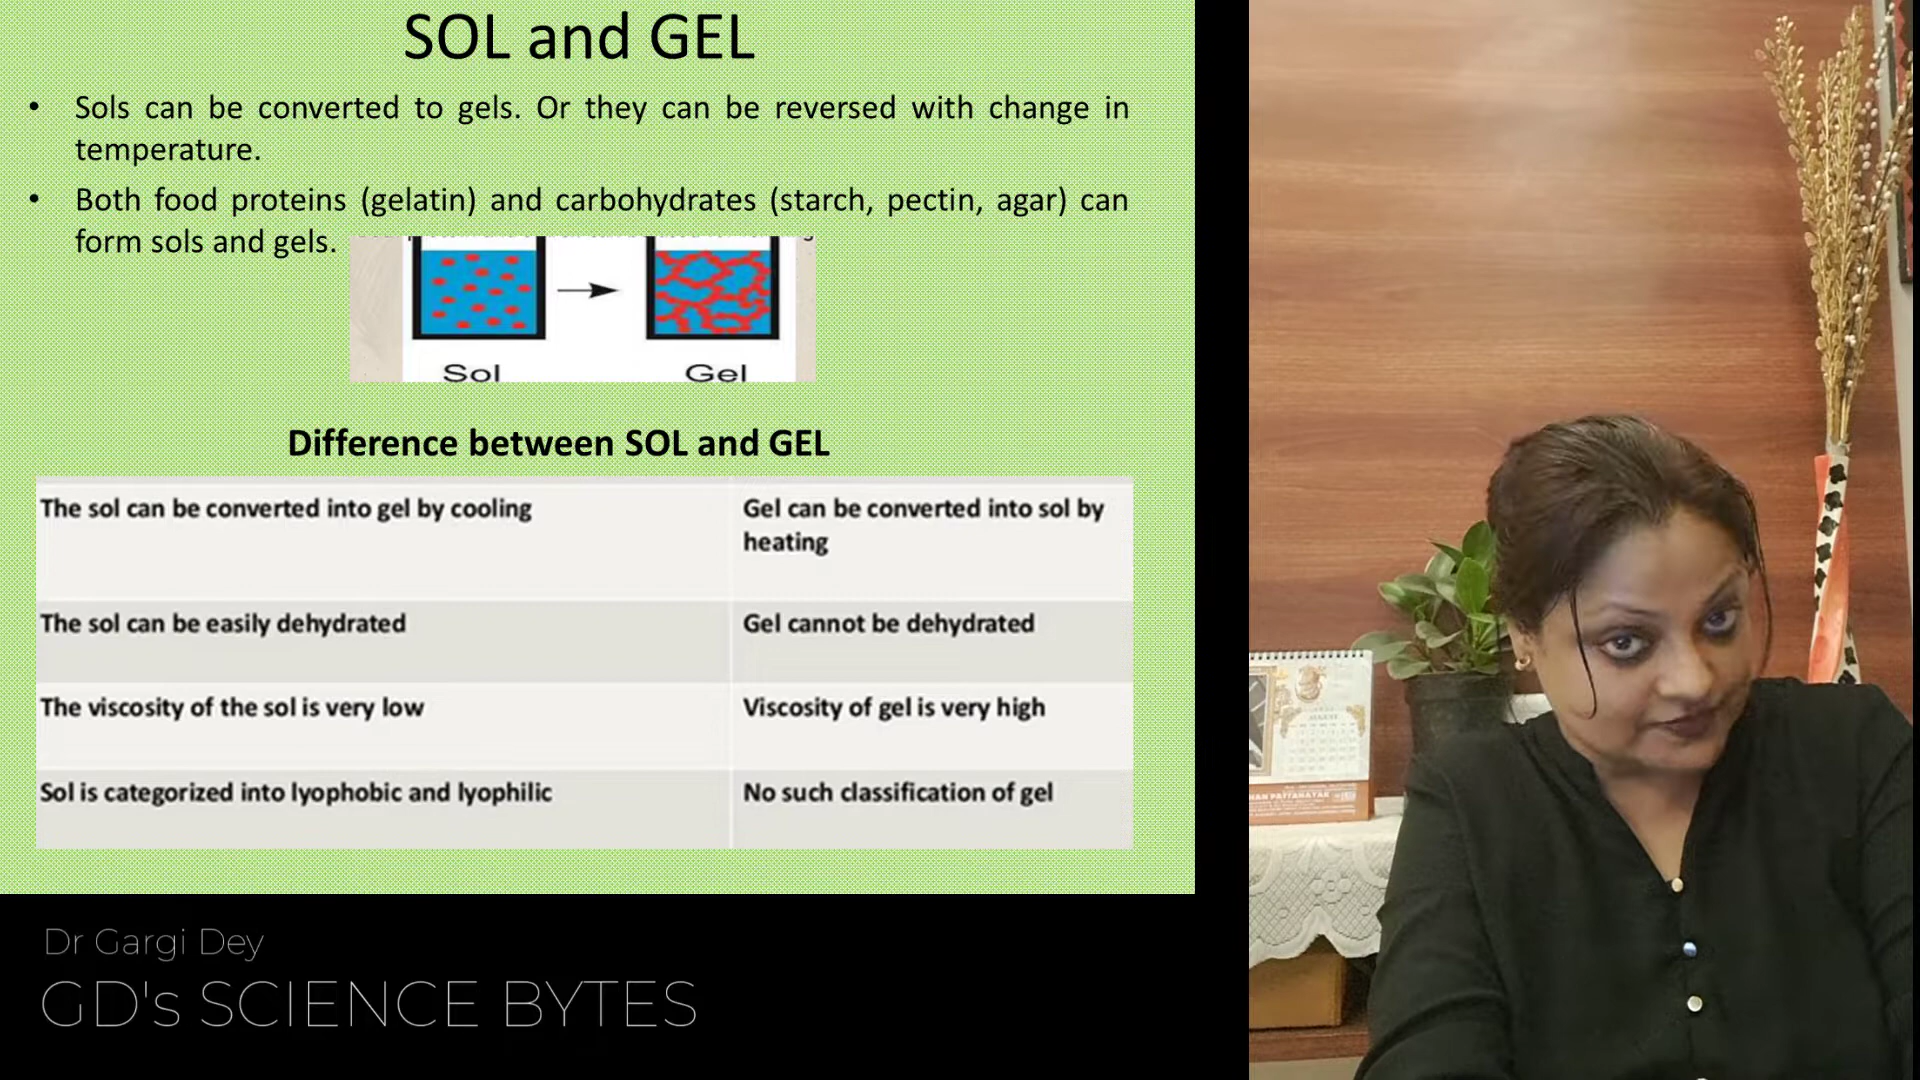 SOL and GEL
• Sols can be converted to gels. Or they can be reversed with change in
temperature.
• Both food proteins (gelatin) and carbohydrates (starch, pectin, agar) can
form sols and gels.
Sol
Gel
Difference between SOL and GEL
The sol can be converted into gel by cooling
Gel can be converted into sol by
heating
The sol can be easily dehydrated
Gel cannot be dehydrated
The viscosity of the sol is very low
Viscosity of gel is very high
Sol is categorized into lyophobic and lyophilic
No such classification of gel
AUGUST
Dr Gargi Dey
GD's SCIENCE BYTES